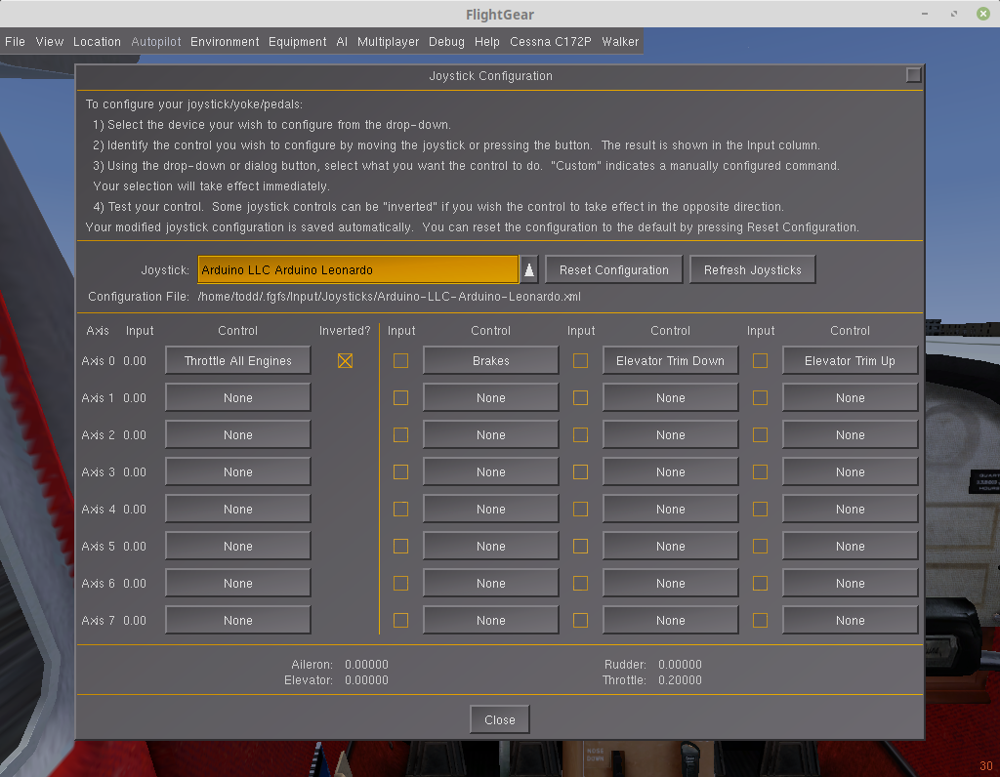 FlightGear
File View Location Autopilot Environment Equipment AI Multiplayer Debug Help Cessna C172P Walker
Joystick Configuration
To configure your joystick/yoke/pedals:
1) Select the device your wish to configure from the drop-down.
2) Identify the control you wish to configure by moving the joystick or pressing the button. The result is shown in the Input column.
3) Using the drop-down or dialog button, select what you want the control to do. "Custom" indicates a manually configured command.
Your selection will take effect immediately.
4) Test your control. Some joystick controls can be "inverted" if you wish the control to take effect in the opposite direction.
Your modified joystick configuration is saved automatically. You can reset the configuration to the default by pressing Reset Configuration.
Joystick: Arduino LLC Arduino Leonardo Reset Configuration Refresh Joysticks
Configuration File: /home/todd/.fgfs/Input/Joysticks/Arduino-LLC-Arduino-Leonardo.xml
Axis Input Control Inverted? Input Control Input Control Input Control
Axis 0 0.00 Throttle All Engines Brakes Elevator Trim Down Elevator Trim Up
Axis 1 0.00 None None None None
Axis 2 0.00 None None None None
Axis 3 0.00 None None None None
Axis 4 0.00 None None None None
Axis 5 0.00 None None None None
Axis 6 0.00 None None None None
Axis 7 0.00 None None None None
Aileron: 0.00000 Rudder: 0.00000
Elevator: 0.00000 Throttle: 0.20000
Close
NOSE
DOWN
30